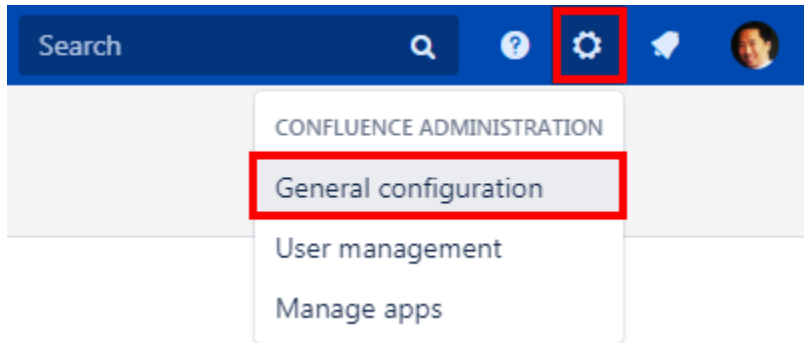 Search
CONFLUENCE ADMINISTRATION
General configuration
User management
Manage apps